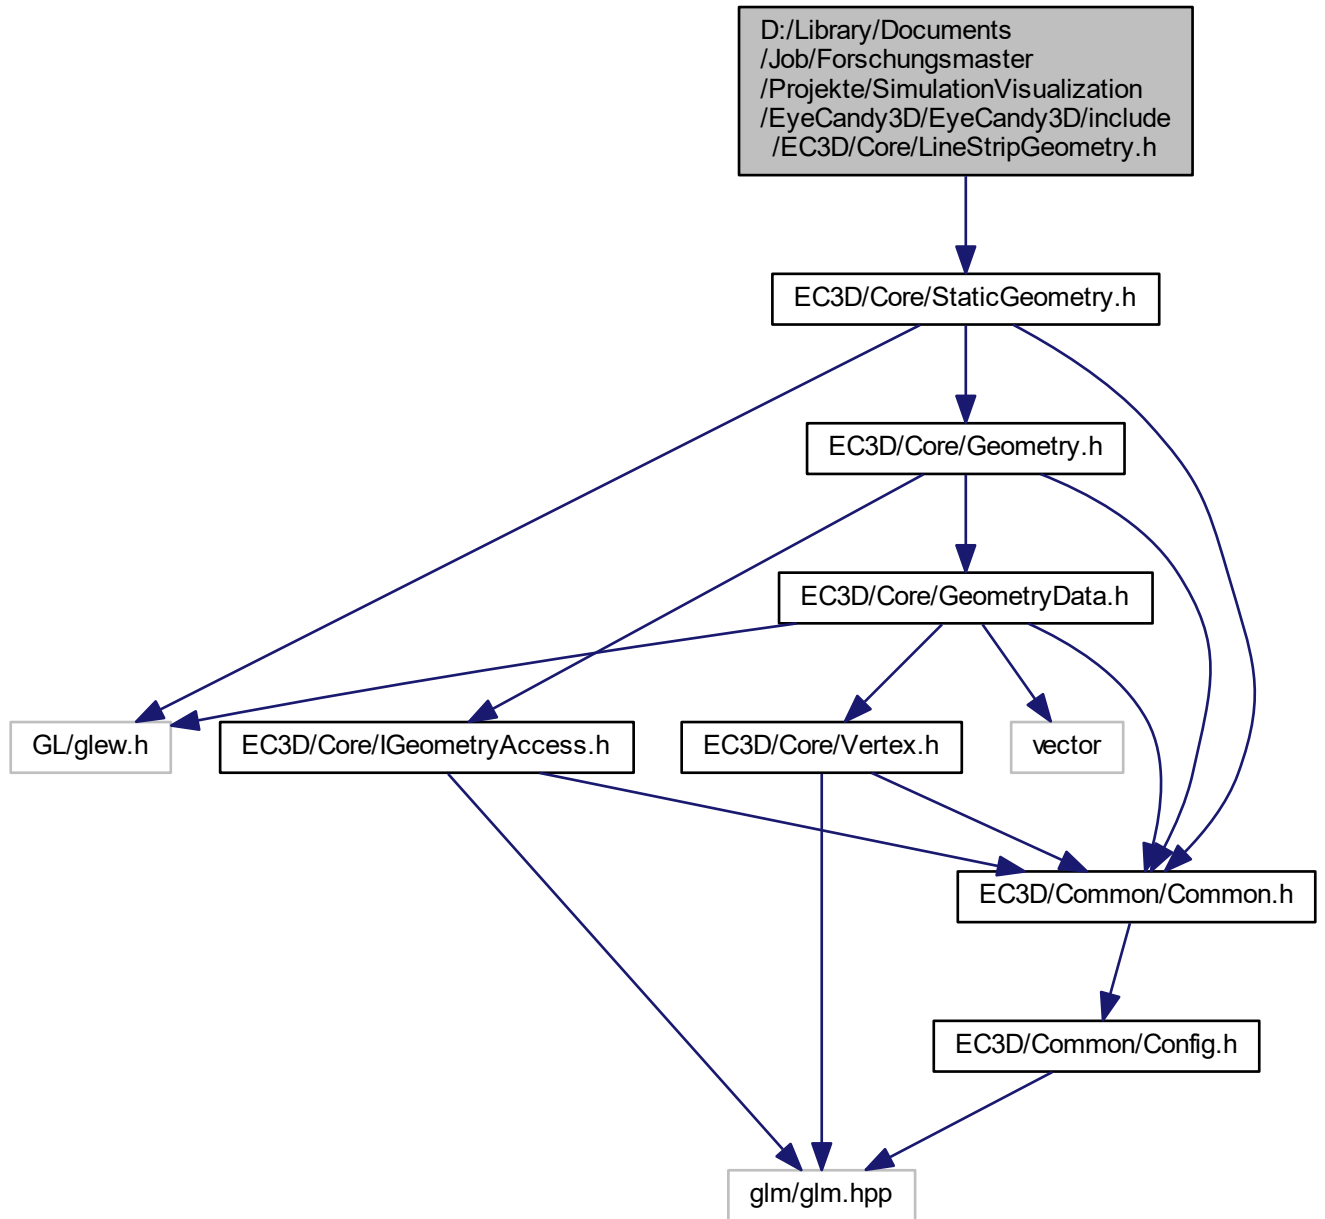 D:/Library/Documents
/Job/Forschungsmaster
/Projekte/SimulationVisualization
/EyeCandy3D/EyeCandy3D/include
/EC3D/Core/LineStripGeometry.h
EC3D/Core/StaticGeometry.h
EC3D/Core/Geometry.h
EC3D/Core/GeometryData.h
GL/glew.h
EC3D/Core/IGeometryAccess.h
EC3D/Core/Vertex.h
vector
EC3D/Common/Common.h
EC3D/Common/Config.h
glm/glm.hpp